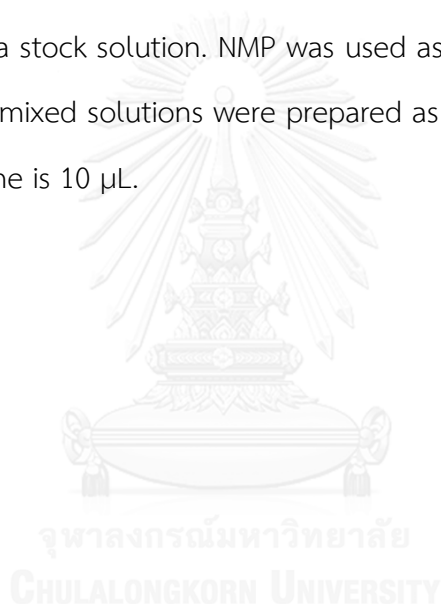 a stock solution. NMP was used as
mixed solutions were prepared as
ne is 10 µL.
จุฬาลงกรณ์มหาวิทยาลัย
CHULALONGKORN UNIVERSITY